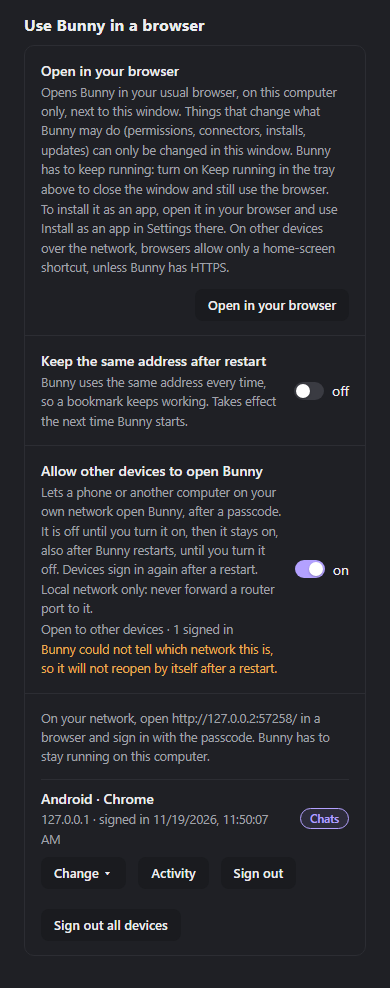 Use Bunny in a browser
Open in your browser
Opens Bunny in your usual browser, on this computer
only, next to this window. Things that change what
Bunny may do (permissions, connectors, installs,
updates) can only be changed in this window. Bunny
has to keep running: turn on Keep running in the tray
above to close the window and still use the browser.
To install it as an app, open it in your browser and use
Install as an app in Settings there. On other devices
over the network, browsers allow only a home-screen
shortcut, unless Bunny has HTTPS.
Open in your browser
Keep the same address after restart
Bunny uses the same address every time,
so a bookmark keeps working. Takes effect
the next time Bunny starts.
off
Allow other devices to open Bunny
Lets a phone or another computer on your
own network open Bunny, after a passcode.
It is off until you turn it on, then it stays on,
also after Bunny restarts, until you turn it
off. Devices sign in again after a restart.
Local network only: never forward a router
port to it.
on
Open to other devices · 1 signed in
Bunny could not tell which network this is,
so it will not reopen by itself after a restart.
On your network, open http://127.0.0.2:57258/ in a
browser and sign in with the passcode. Bunny has to
stay running on this computer.
Android · Chrome
127.0.0.1 · signed in 11/19/2026, 11:50:07
AM
Chats
Change
Activity
Sign out
Sign out all devices